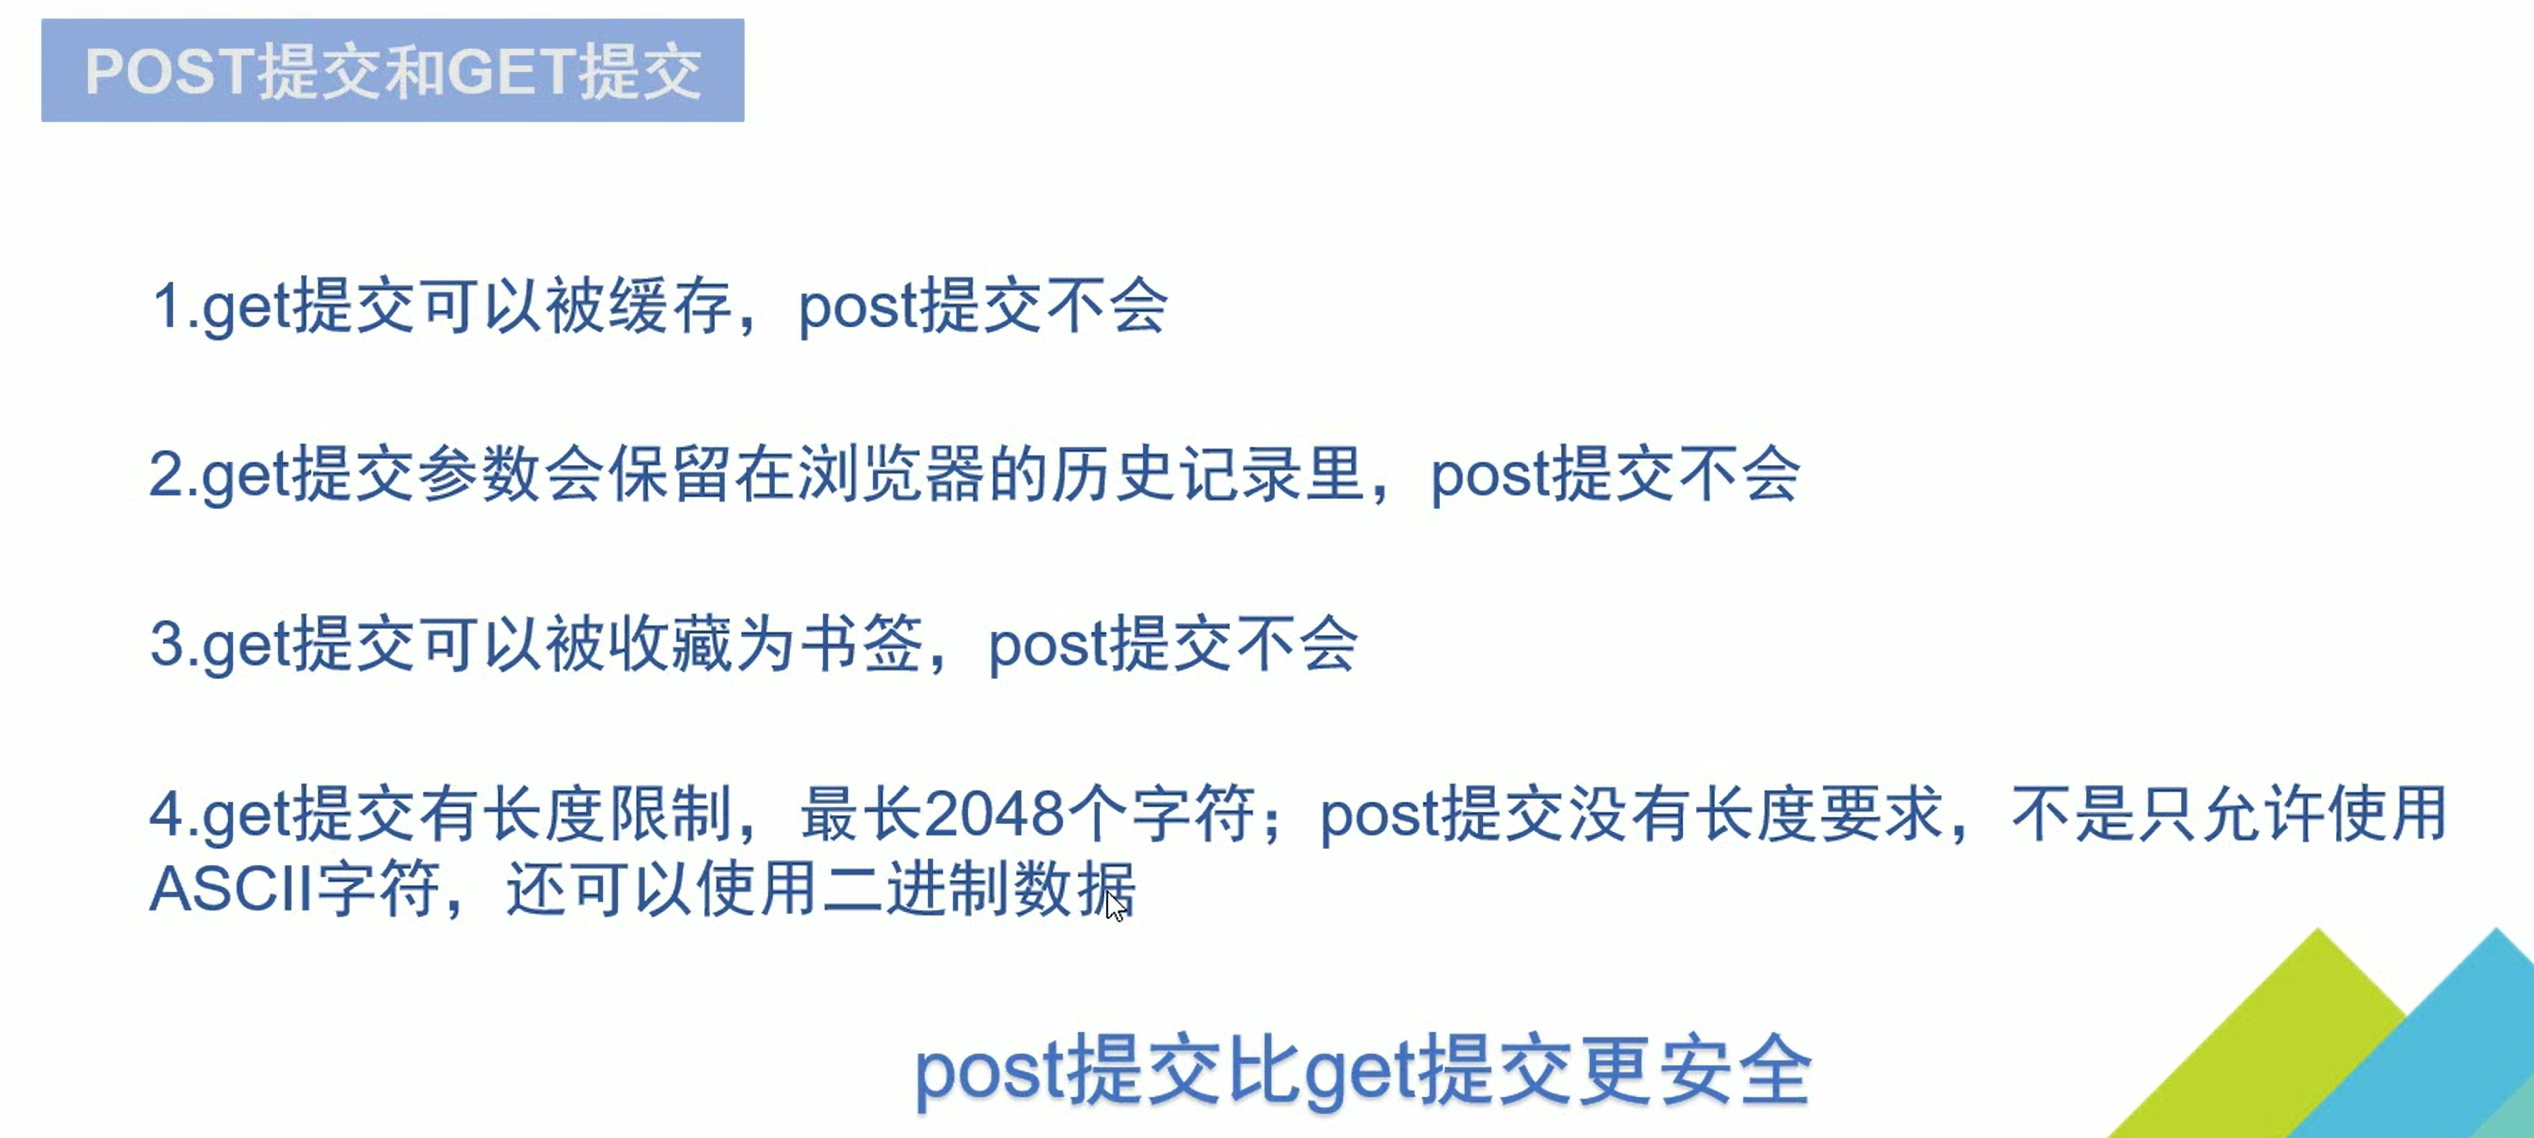 POST提交和GET提交
1.get提交可以被缓存，post提交不会
2.get提交参数会保留在浏览器的历史记录里，post提交不会
3.get提交可以被收藏为书签，post提交不会
4.get提交有长度限制，最长2048个字符；post提交没有长度要求，不是只允许使用
ASCII字符，还可以使用二进制数据
post提交比get提交更安全